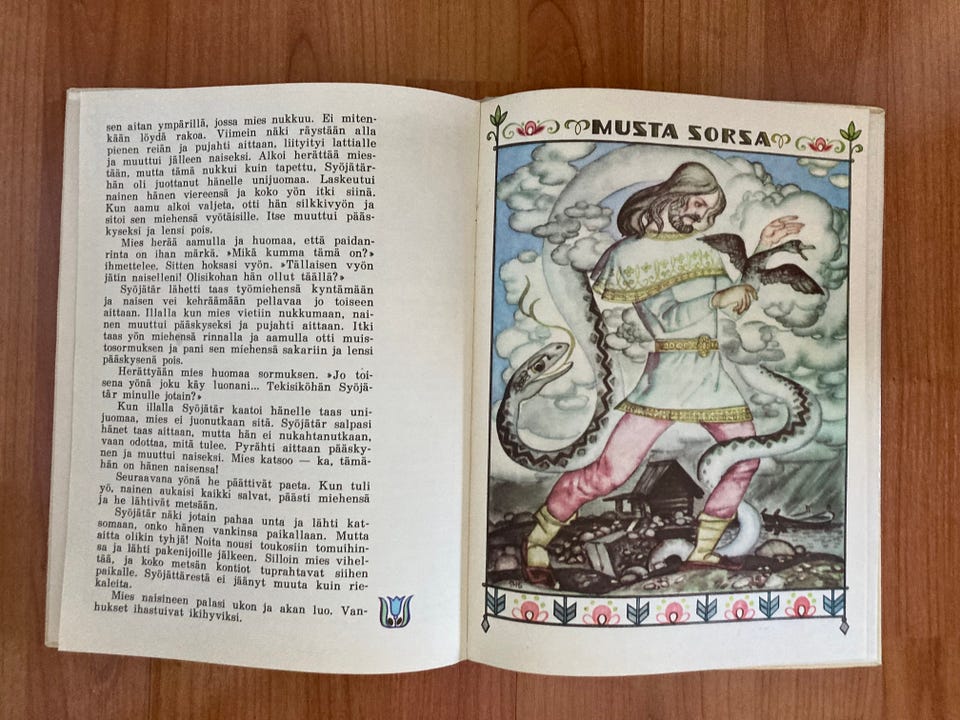 sen aitan ympärillä, jossa mies nukkuu. Ei miten-
kään löydä rakoa. Viimein näki räystään alla
pienen reiän ja pujahti aittaan, liityityi lattialle
ja muuttui jälleen naiseksi. Alkoi herättää mies-
tään, mutta tämä nukkui kuin tapettu, Syöjätär-
hän oli juottanut hänelle unijuomaa. Laskeutui
nainen hänen viereensä ja koko yön itki siinä.
Kun aamu alkoi valjeta, otti hän silkkivyön ja
sitoi sen miehensä vyötäisille. Itse muuttui pääs-
kyseksi ja lensi pois.
Mies herää aamulla ja huomaa, että paidan-
rinta on ihan märkä. »Mikä kumma tämä on?»
ihmettelee. Sitten hoksasi vyön. »Tällaisen vyön
jätin naiselleni! Olisikohan hän ollut täällä?»
Syöjätär lähetti taas työmiehensä kyntämään
ja naisen vei kehräämään pellavaa jo toiseen
aittaan. Illalla kun mies vietiin nukkumaan, nai-
nen muuttui pääskyseksi ja pujahti aittaan. Itki
taas yön miehensä rinnalla ja aamulla otti muis-
tosormuksen ja pani sen miehensä sakariin ja lensi
pääskysenä pois.
Herättyään mies huomaa sormuksen. »Jo toi-
sena yönä joku käy luonani... Tekisiköhän Syöjä-
tär minulle jotain?»
Kun illalla Syöjätär kaatoi hänelle taas uni-
juomaa, mies ei juonutkaan sitä. Syöjätär salpasi
hänet taas aittaan, mutta hän ei nukahtanutkaan,
vaan odottaa, mitä tulee. Pyrähti aittaan pääsky-
nen ja muuttui naiseksi. Mies katsoo — ka, tämä-
hän on hänen naisensa!
Seuraavana yönä he päättivät paeta. Kun tuli
yö, nainen aukaisi kaikki salvat, päästi miehensä
ja he lähtivät metsään.
Syöjätär näki jotain pahaa unta ja lähti kat-
somaan, onko hänen vankinsa paikallaan. Mutta
aitta olikin tyhjä! Noita nousi toukosiin tomuihin-
sa ja lähti pakenijoille jälkeen. Silloin mies vihel-
tää, ja koko metsän kontiot tuprahtavat siihen
paikalle. Syöjättärestä ei jäänyt muuta kuin rie-
kaleita.
Mies naisineen palasi ukon ja akan luo. Van-
hukset ihastuivat ikihyviksi.
MUSTA SORSA